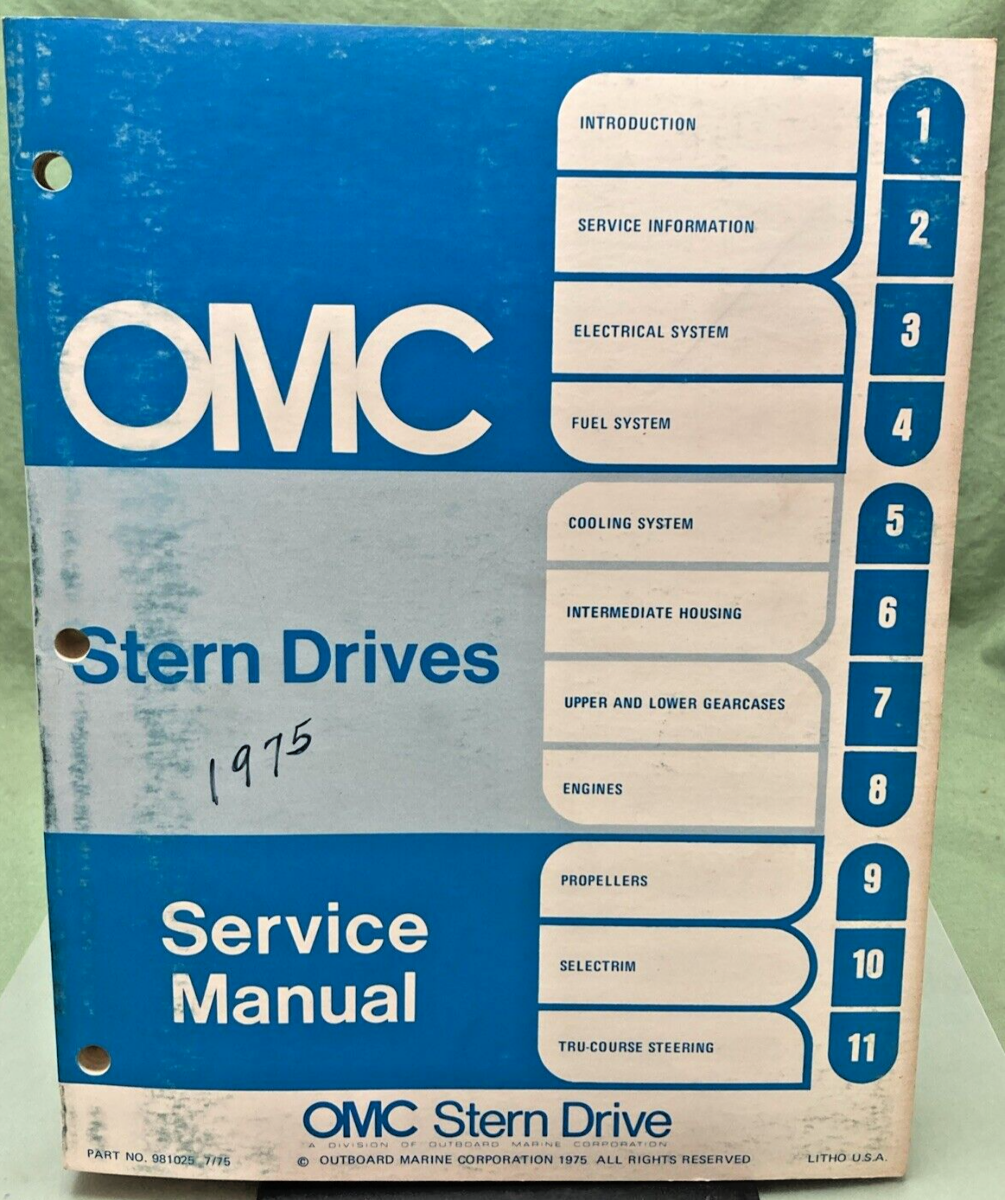 OMC
Stern Drives
1975
Service
Manual
INTRODUCTION 1
SERVICE INFORMATION 2
ELECTRICAL SYSTEM 3
FUEL SYSTEM 4
COOLING SYSTEM 5
INTERMEDIATE HOUSING 6
UPPER AND LOWER GEARCASES 7
ENGINES 8
PROPELLERS 9
SELECTRIM 10
TRU-COURSE STEERING 11
OMC Stern Drive
A DIVISION OF OUTBOARD MARINE CORPORATION
PART NO. 981025 7/75 © OUTBOARD MARINE CORPORATION 1975 ALL RIGHTS RESERVED LITHO U.S.A.